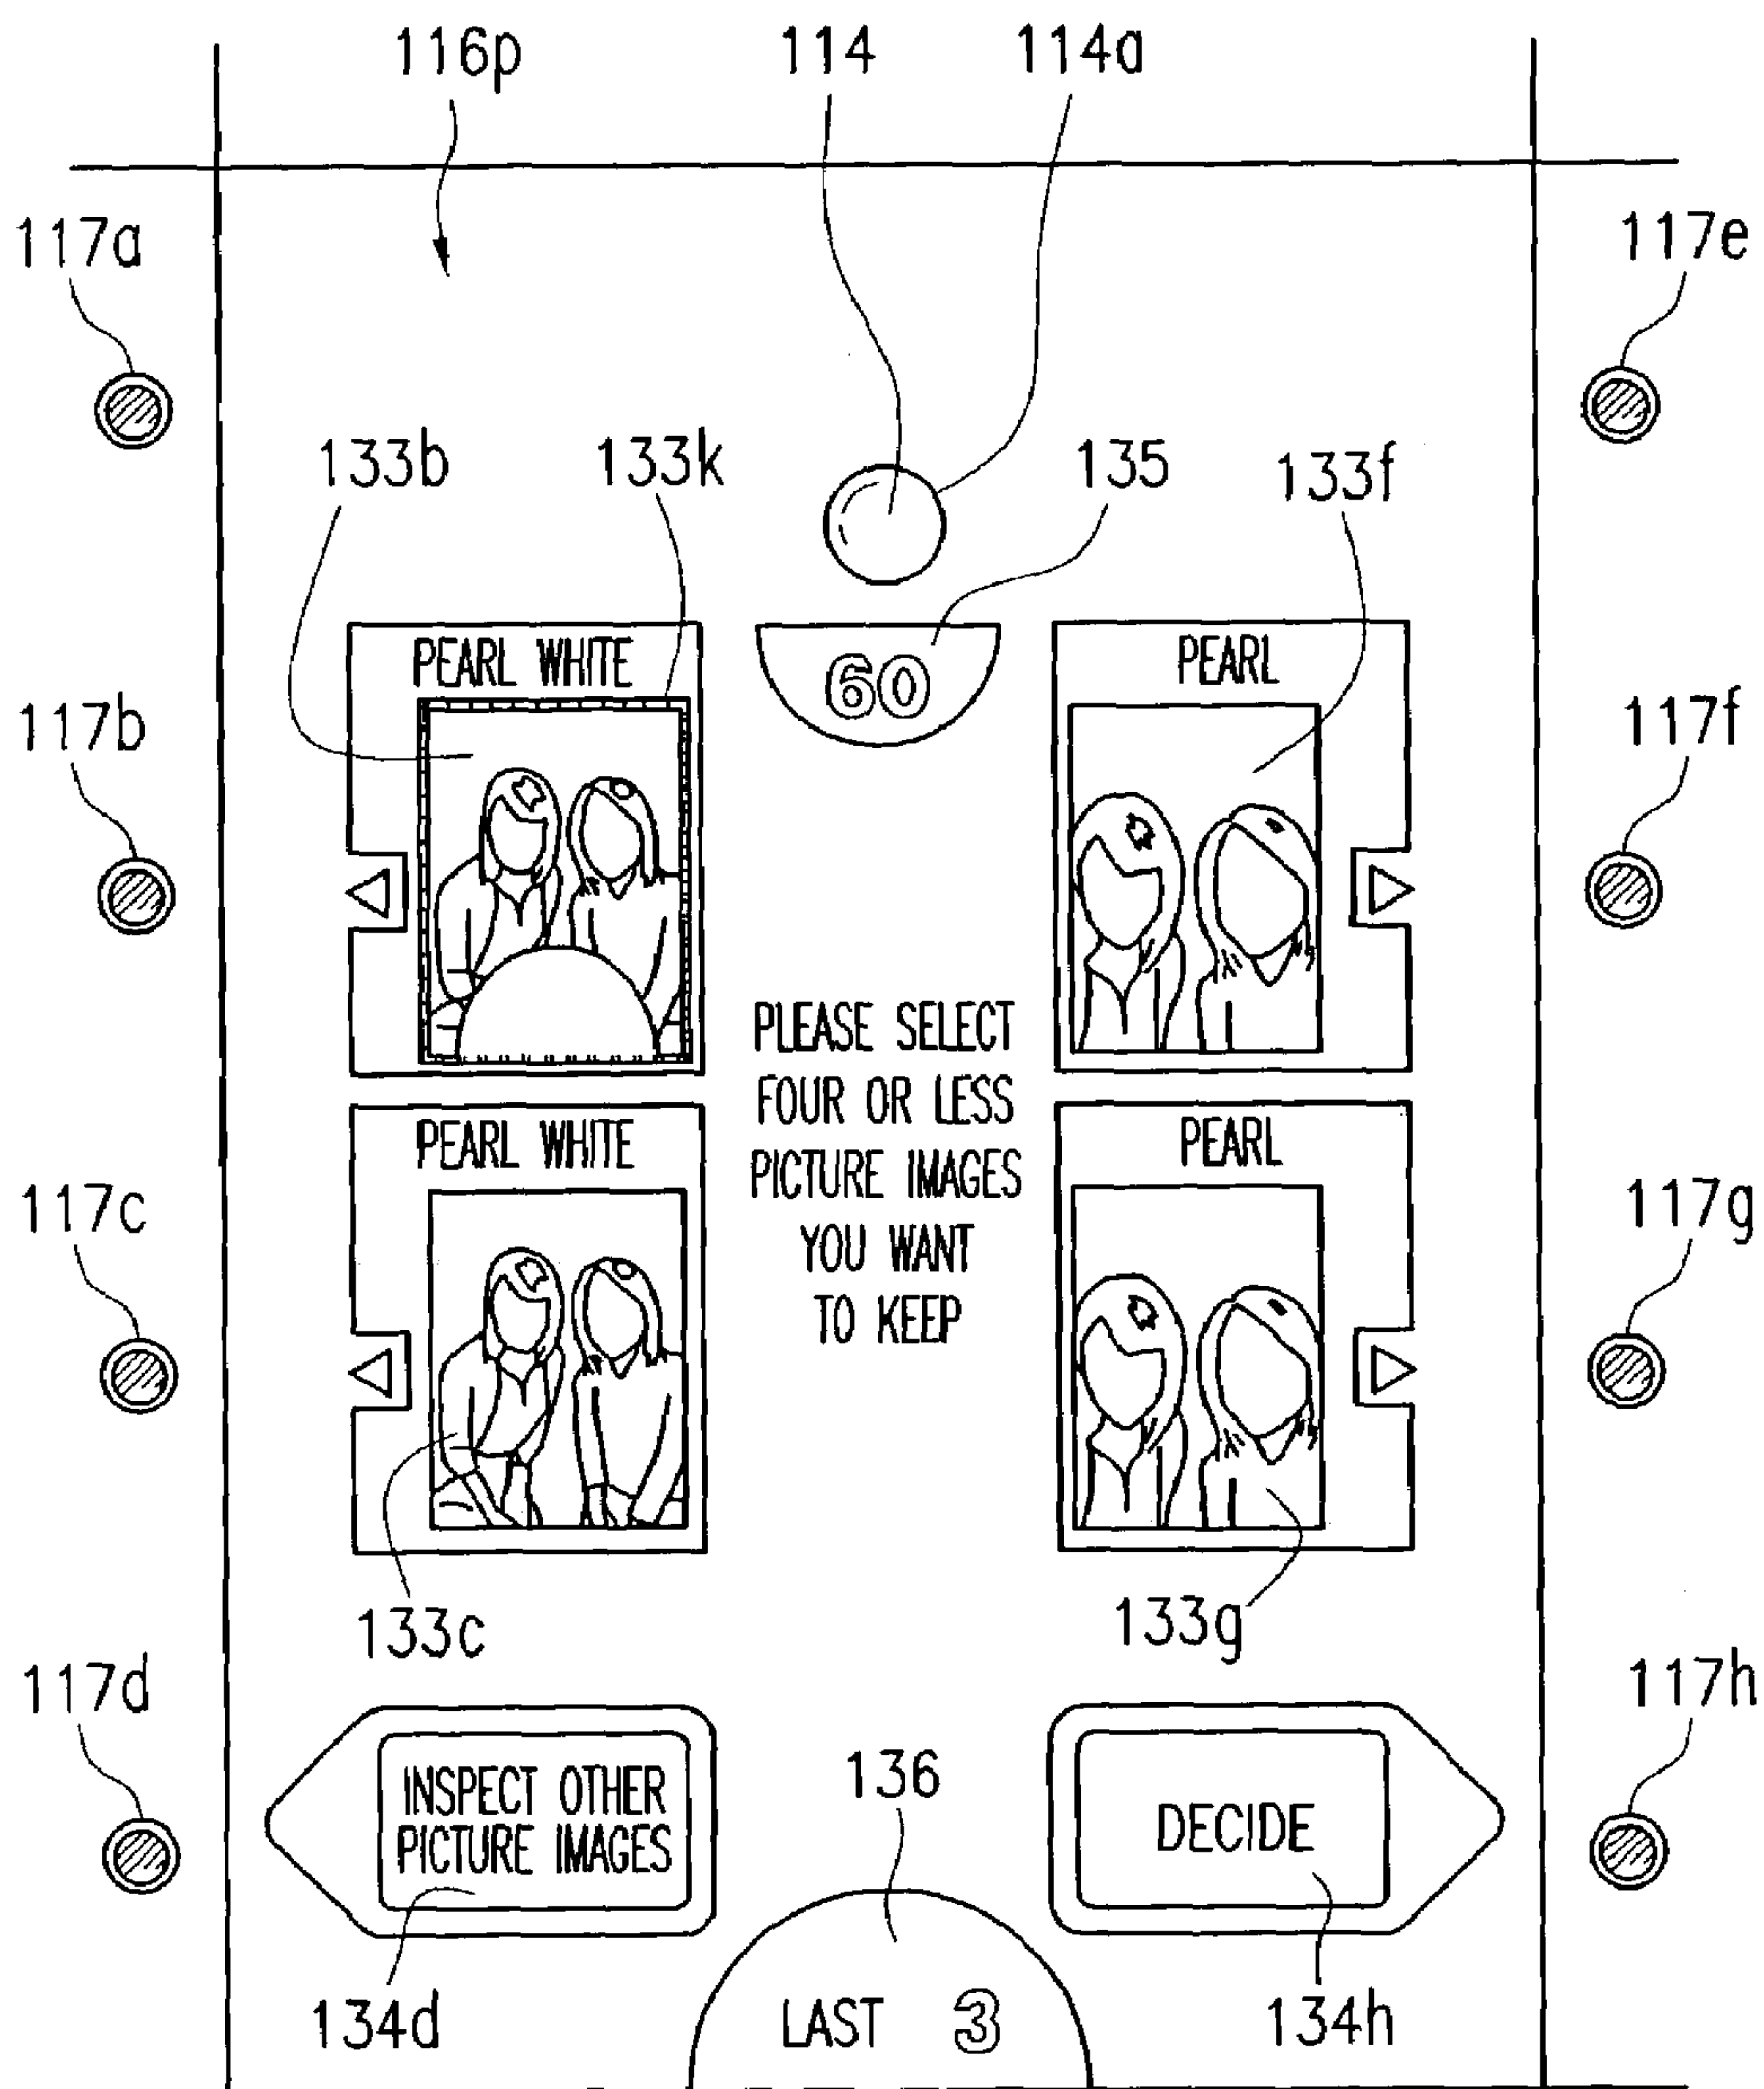 116p 114 114a
117a 117e
133b 133k 135 133f
PEARL WHITE 60 PEARL
117b 117f
PLEASE SELECT
FOUR OR LESS
PICTURE IMAGES
YOU WANT
TO KEEP
PEARL WHITE PEARL
117c 117g
133c 133g
117d 117h
136
INSPECT OTHER
PICTURE IMAGES
DECIDE
134d 134h
LAST 3